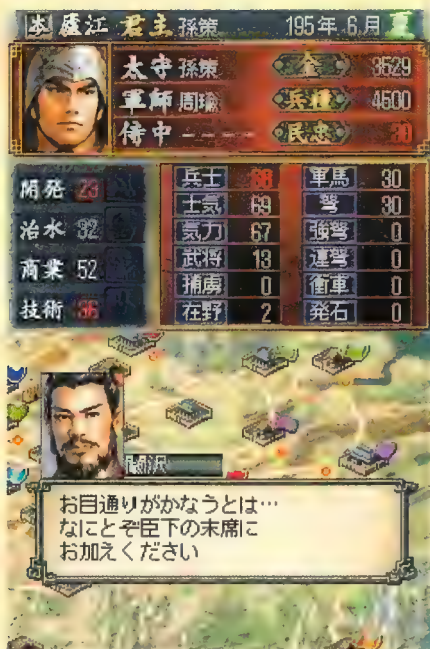 本 廬江 君主 孫策 195年 6月 夏
太守 孫策 金 3529
軍師 周瑜 兵糧 4500
侍中 ---- 民忠 30
開発 23
治水 32
商業 52
技術 36
兵士 88 軍馬 30
士気 69 弩 30
気力 67 強弩 0
武将 13 連弩 0
捕虜 0 衝車 0
在野 2 発石 0
闞沢
お目通りがかなうとは…
なにとぞ臣下の末席に
お加えください